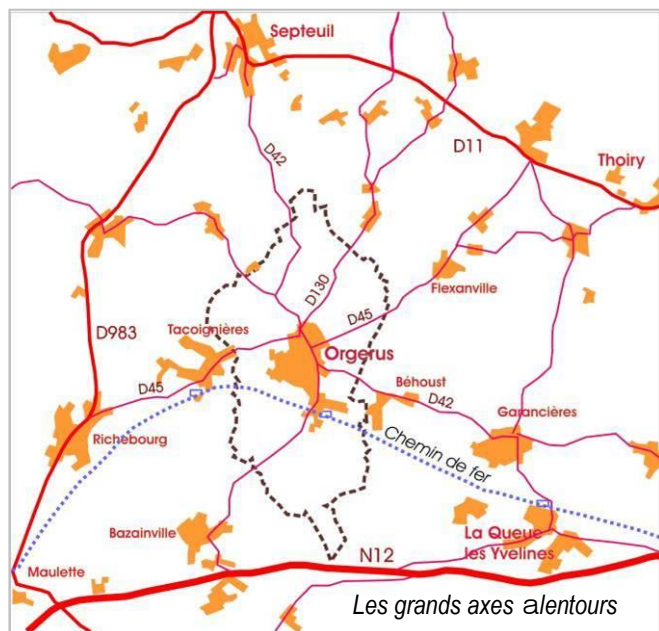 Septeuil
D42
D11
Thoiry
D130
Flexanville
D983
D45
Tacoignières
Orgerus
Béhoust
D45
D42
Garancières
Richebourg
Chemin de fer
Bazainville
La Queue
les Yvelines
N12
Maulette
Les grands axes alentours